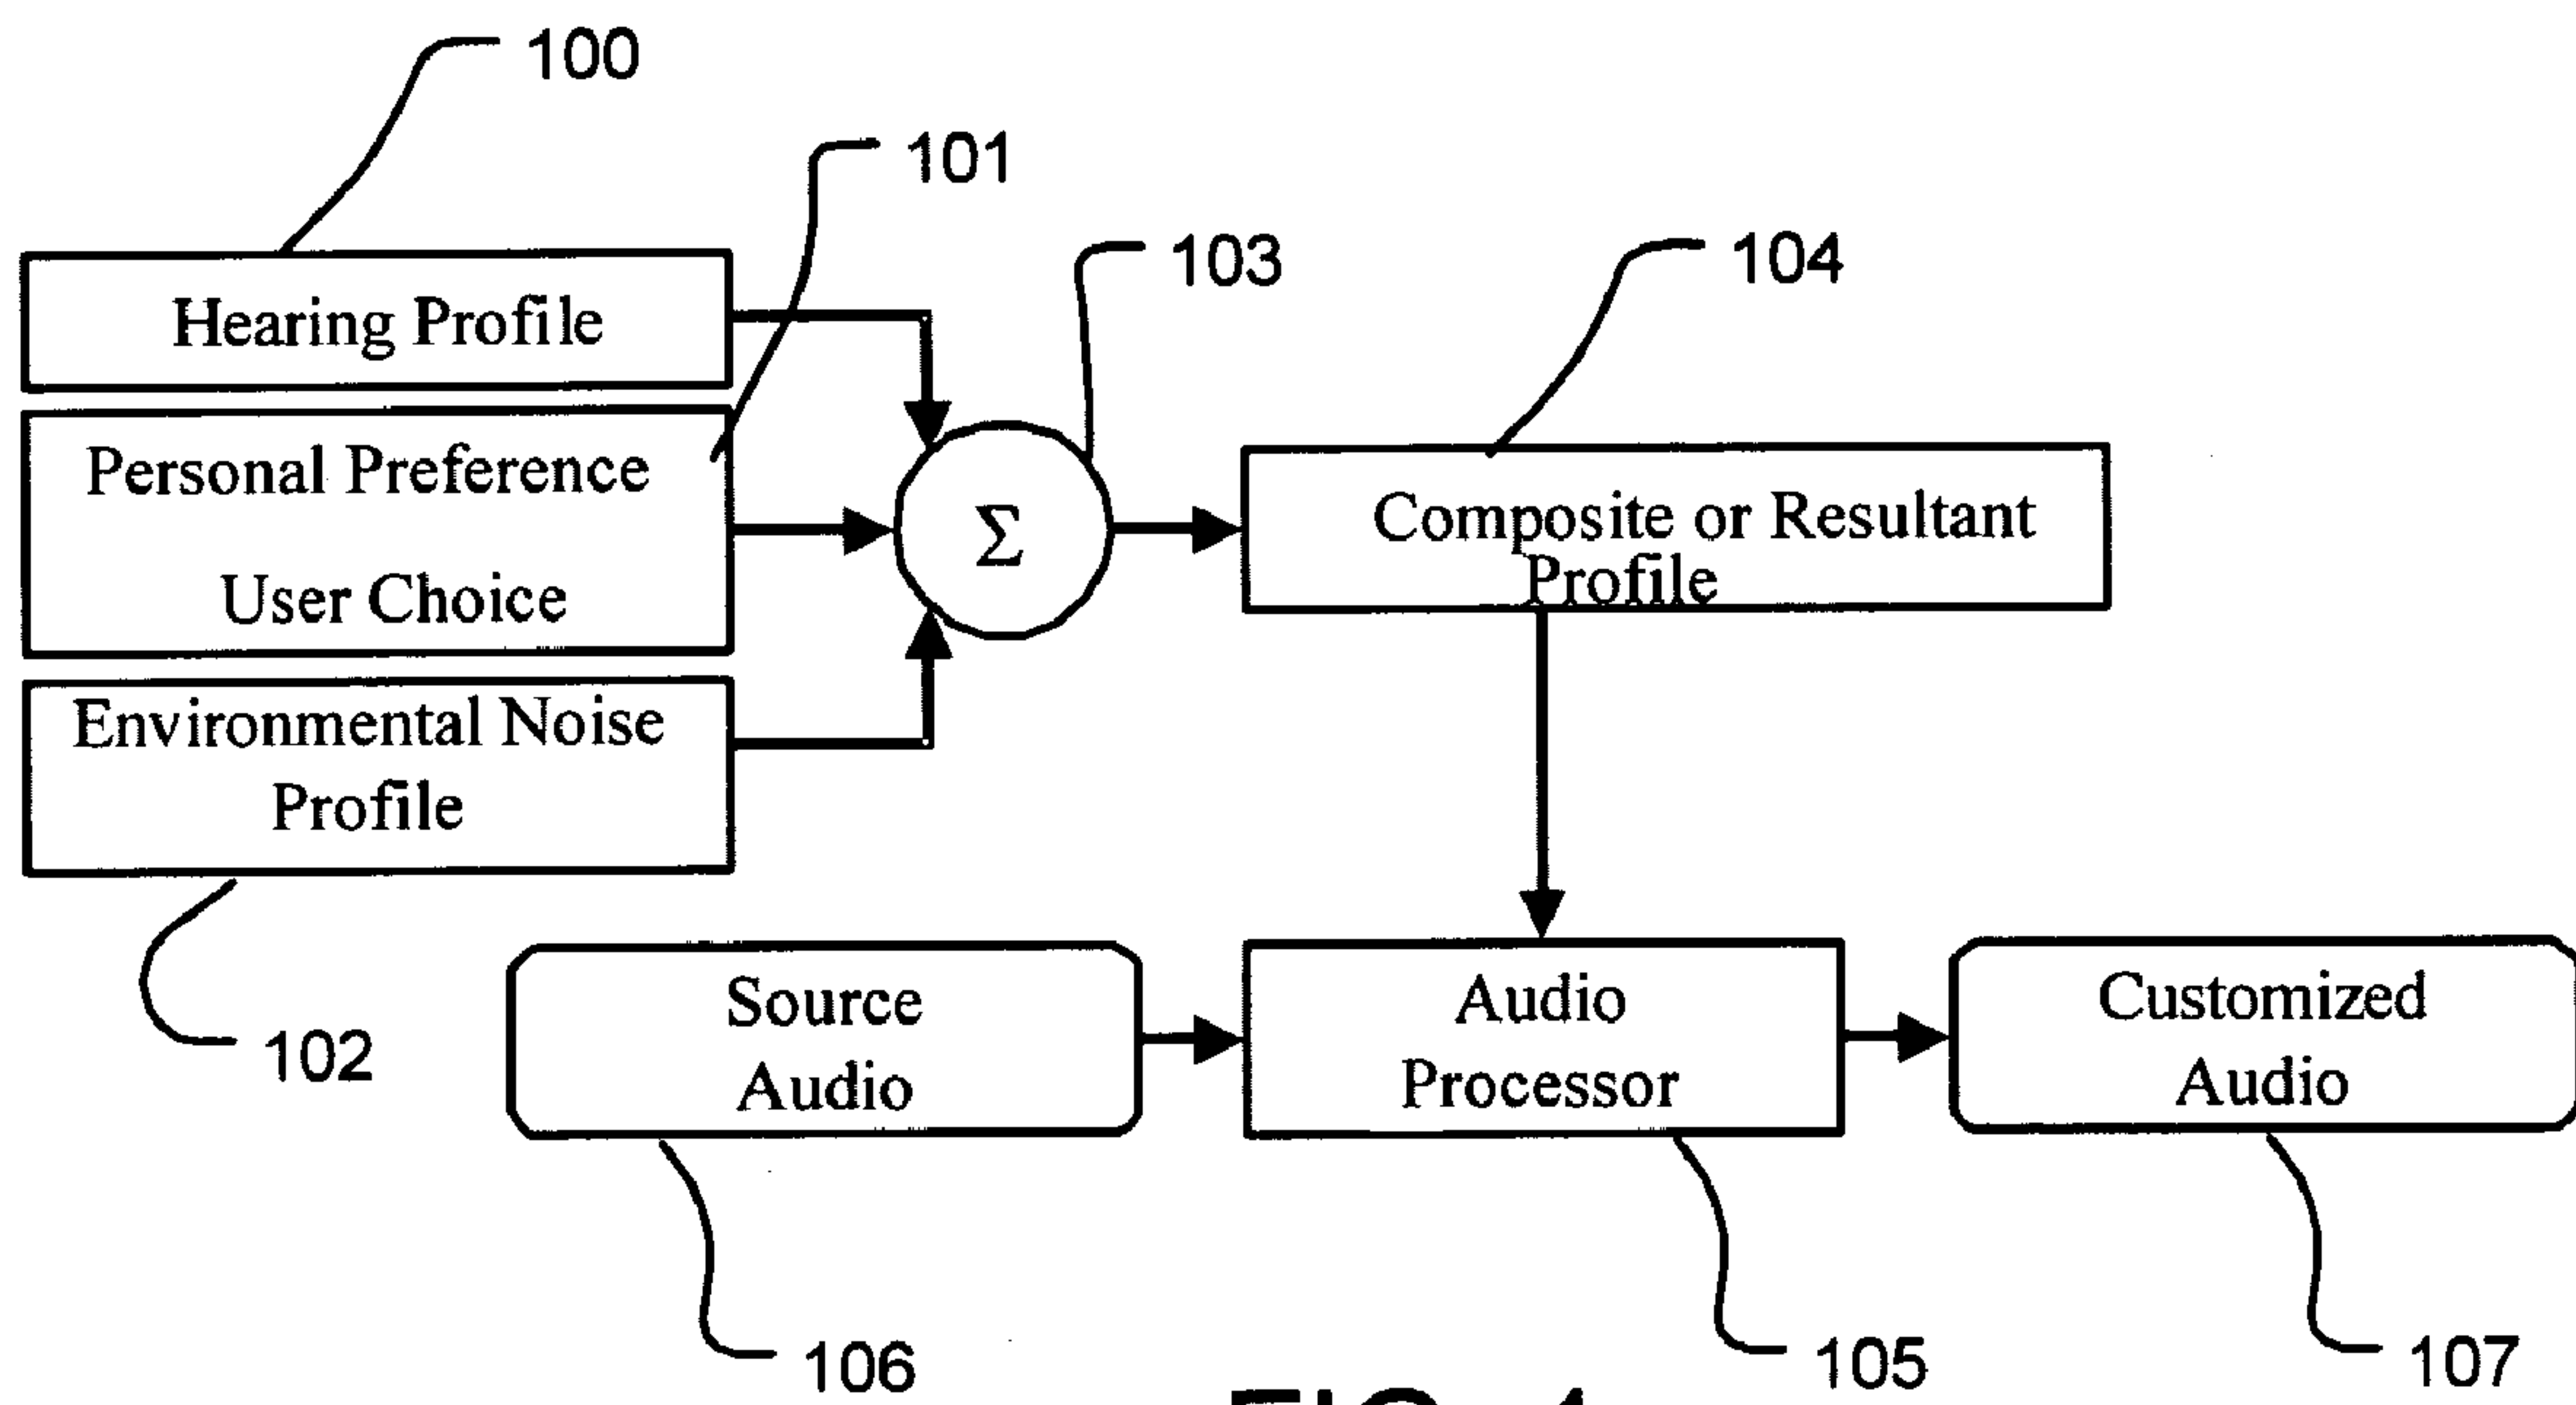 100
101
103
104
Hearing Profile
Personal Preference
User Choice
Σ
Composite or Resultant
Profile
Environmental Noise
Profile
102
Source
Audio
Audio
Processor
Customized
Audio
106
105
107